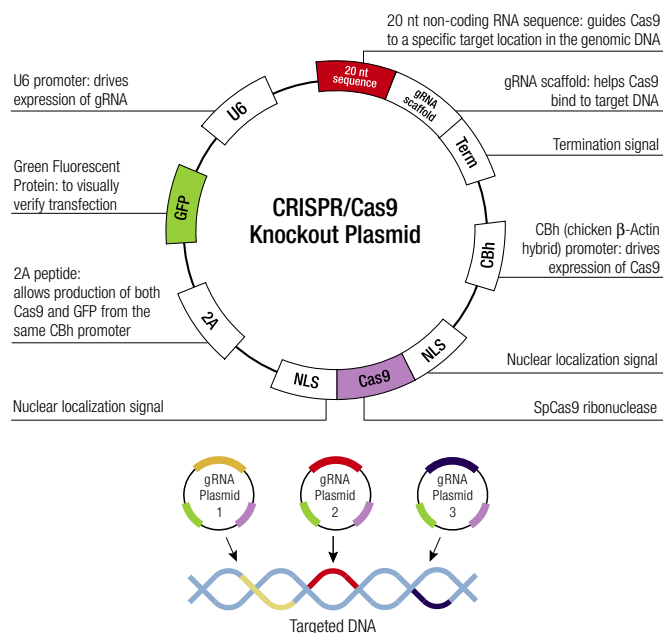 20 nt non-coding RNA sequence: guides Cas9
to a specific target location in the genomic DNA
U6 promoter: drives
expression of gRNA
gRNA scaffold: helps Cas9
bind to target DNA
Termination signal
Green Fluorescent
Protein: to visually
verify transfection
CBh (chicken β-Actin
hybrid) promoter: drives
expression of Cas9
2A peptide:
allows production of both
Cas9 and GFP from the
same CBh promoter
Nuclear localization signal
Nuclear localization signal
SpCas9 ribonuclease
CRISPR/Cas9
Knockout Plasmid
20 nt
sequence
gRNA
scaffold
Term
CBh
NLS
Cas9
NLS
2A
GFP
U6
gRNA
Plasmid
1
gRNA
Plasmid
2
gRNA
Plasmid
3
Targeted DNA